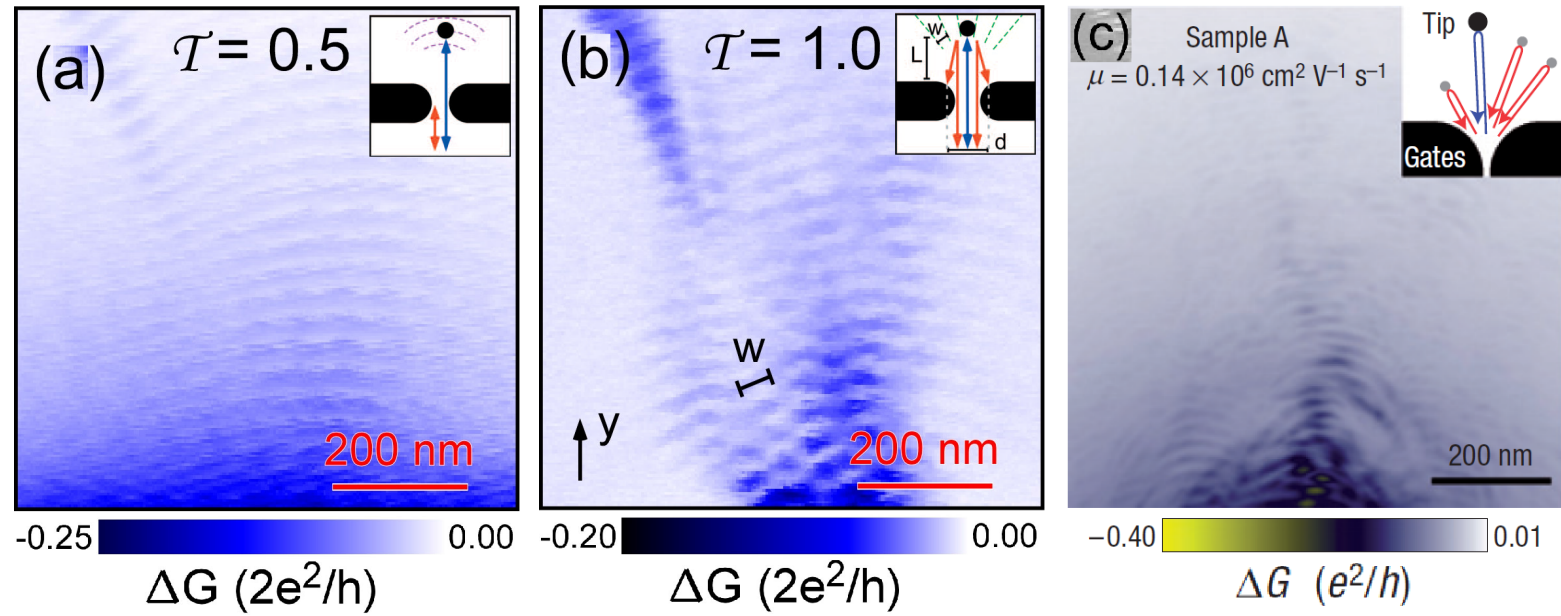 (a)
𝒯 = 0.5
200 nm
-0.25
0.00
ΔG (2e²/h)
(b)
𝒯 = 1.0
w
L
d
w
y
200 nm
-0.20
0.00
ΔG (2e²/h)
(c)
Sample A
μ = 0.14 × 10⁶ cm² V⁻¹ s⁻¹
Tip
Gates
200 nm
−0.40
0.01
ΔG (e²/h)